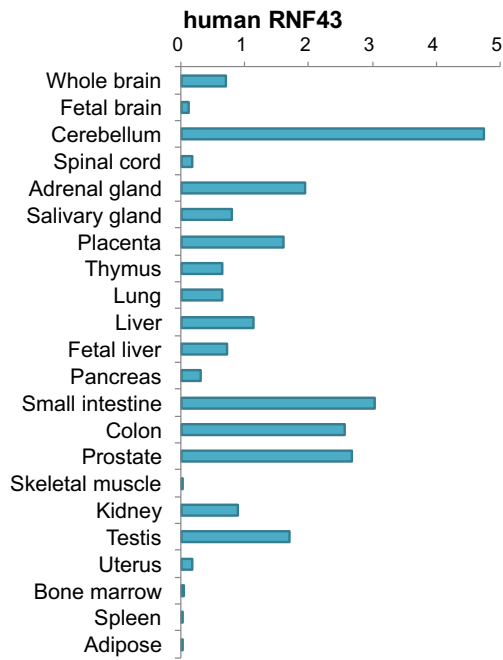 human RNF43
0 1 2 3 4 5
Whole brain
Fetal brain
Cerebellum
Spinal cord
Adrenal gland
Salivary gland
Placenta
Thymus
Lung
Liver
Fetal liver
Pancreas
Small intestine
Colon
Prostate
Skeletal muscle
Kidney
Testis
Uterus
Bone marrow
Spleen
Adipose